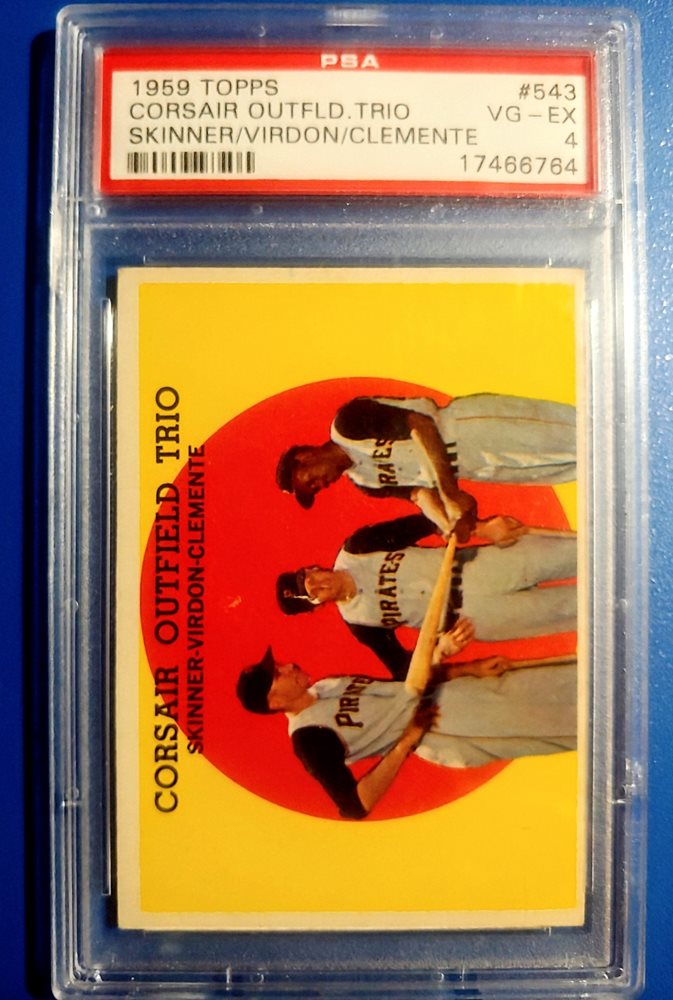 PSA
1959 TOPPS #543
CORSAIR OUTFLD.TRIO VG-EX
SKINNER/VIRDON/CLEMENTE 4
17466764
CORSAIR OUTFIELD TRIO
SKINNER-VIRDON-CLEMENTE
PIRATES
RATES